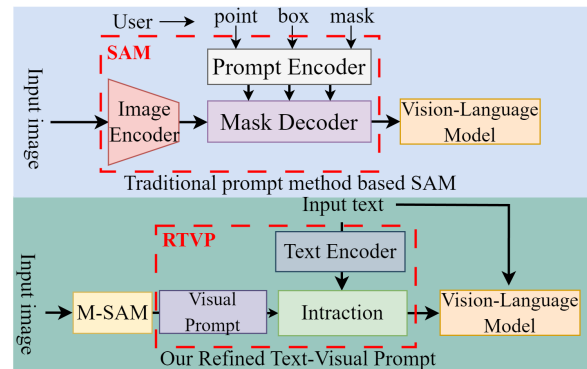 User
point
box
mask
SAM
Prompt Encoder
Input image
Image
Encoder
Mask Decoder
Vision-Language
Model
Traditional prompt method based SAM
Input text
RTVP
Text Encoder
Input image
M-SAM
Visual
Prompt
Intraction
Vision-Language
Model
Our Refined Text-Visual Prompt